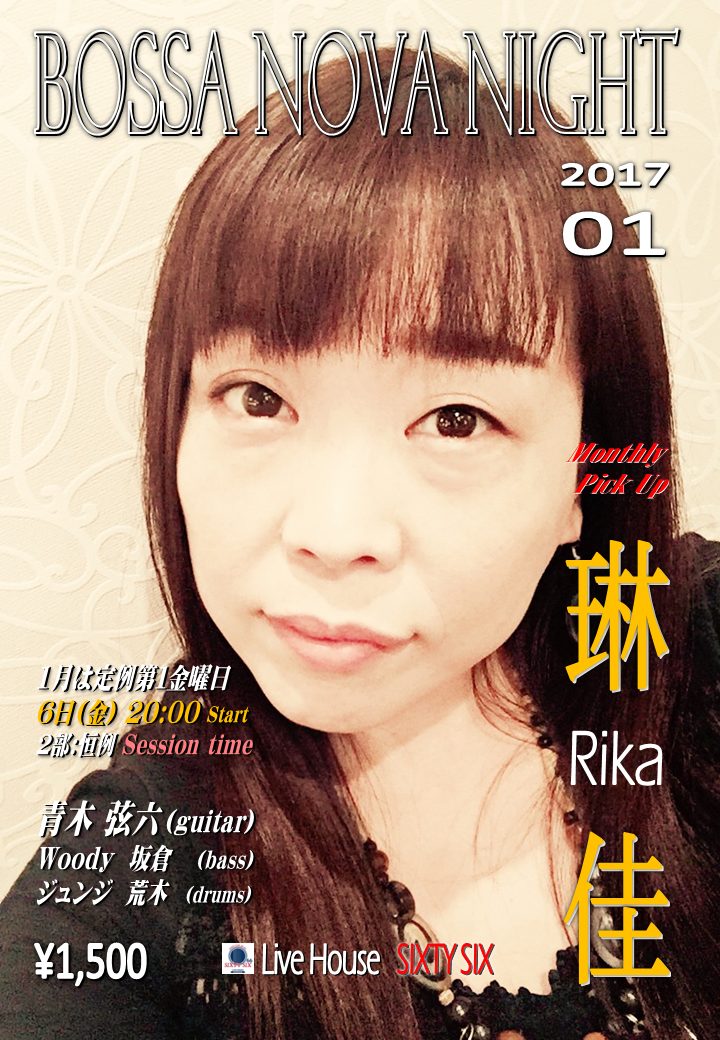 BOSSA NOVA NIGHT
2017
01
Monthly
Pick Up
琳
Rika
佳
1月は定例第1金曜日
6日(金) 20:00 Start
2部:恒例 Session time
青木 弦六 (guitar)
Woody 坂倉 (bass)
ジュンジ 荒木 (drums)
¥1,500
SIXTY SIX
Live House SIXTY SIX